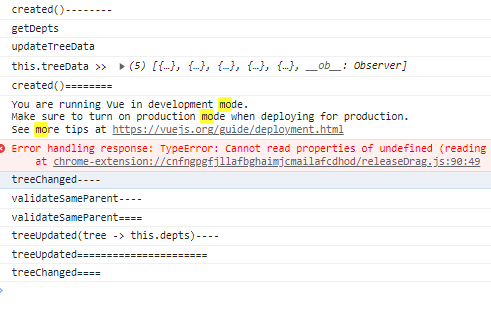 created()--------
getDepts
updateTreeData
this.treeData >> ▶(5) [{…}, {…}, {…}, {…}, {…}, __ob__: Observer]
created()========
You are running Vue in development mode.
Make sure to turn on production mode when deploying for production.
See more tips at https://vuejs.org/guide/deployment.html
Error handling response: TypeError: Cannot read properties of undefined (reading
at chrome-extension://cnfngpgfjllafbghaimjcmailafcdhod/releaseDrag.js:90:49
treeChanged----
validateSameParent----
validateSameParent====
treeUpdated(tree -> this.depts)----
treeUpdated======================
treeChanged====
>